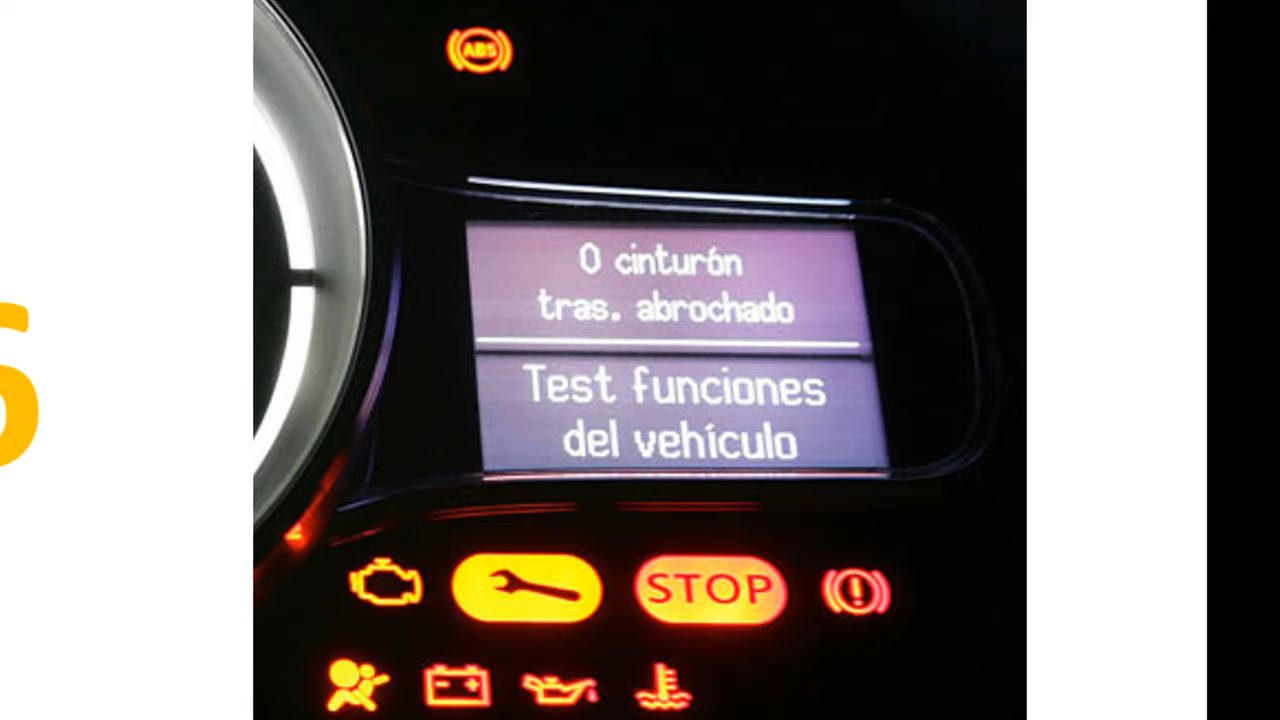 ABS
0 cinturón
tras. abrochado
Test funciones
del vehículo
STOP